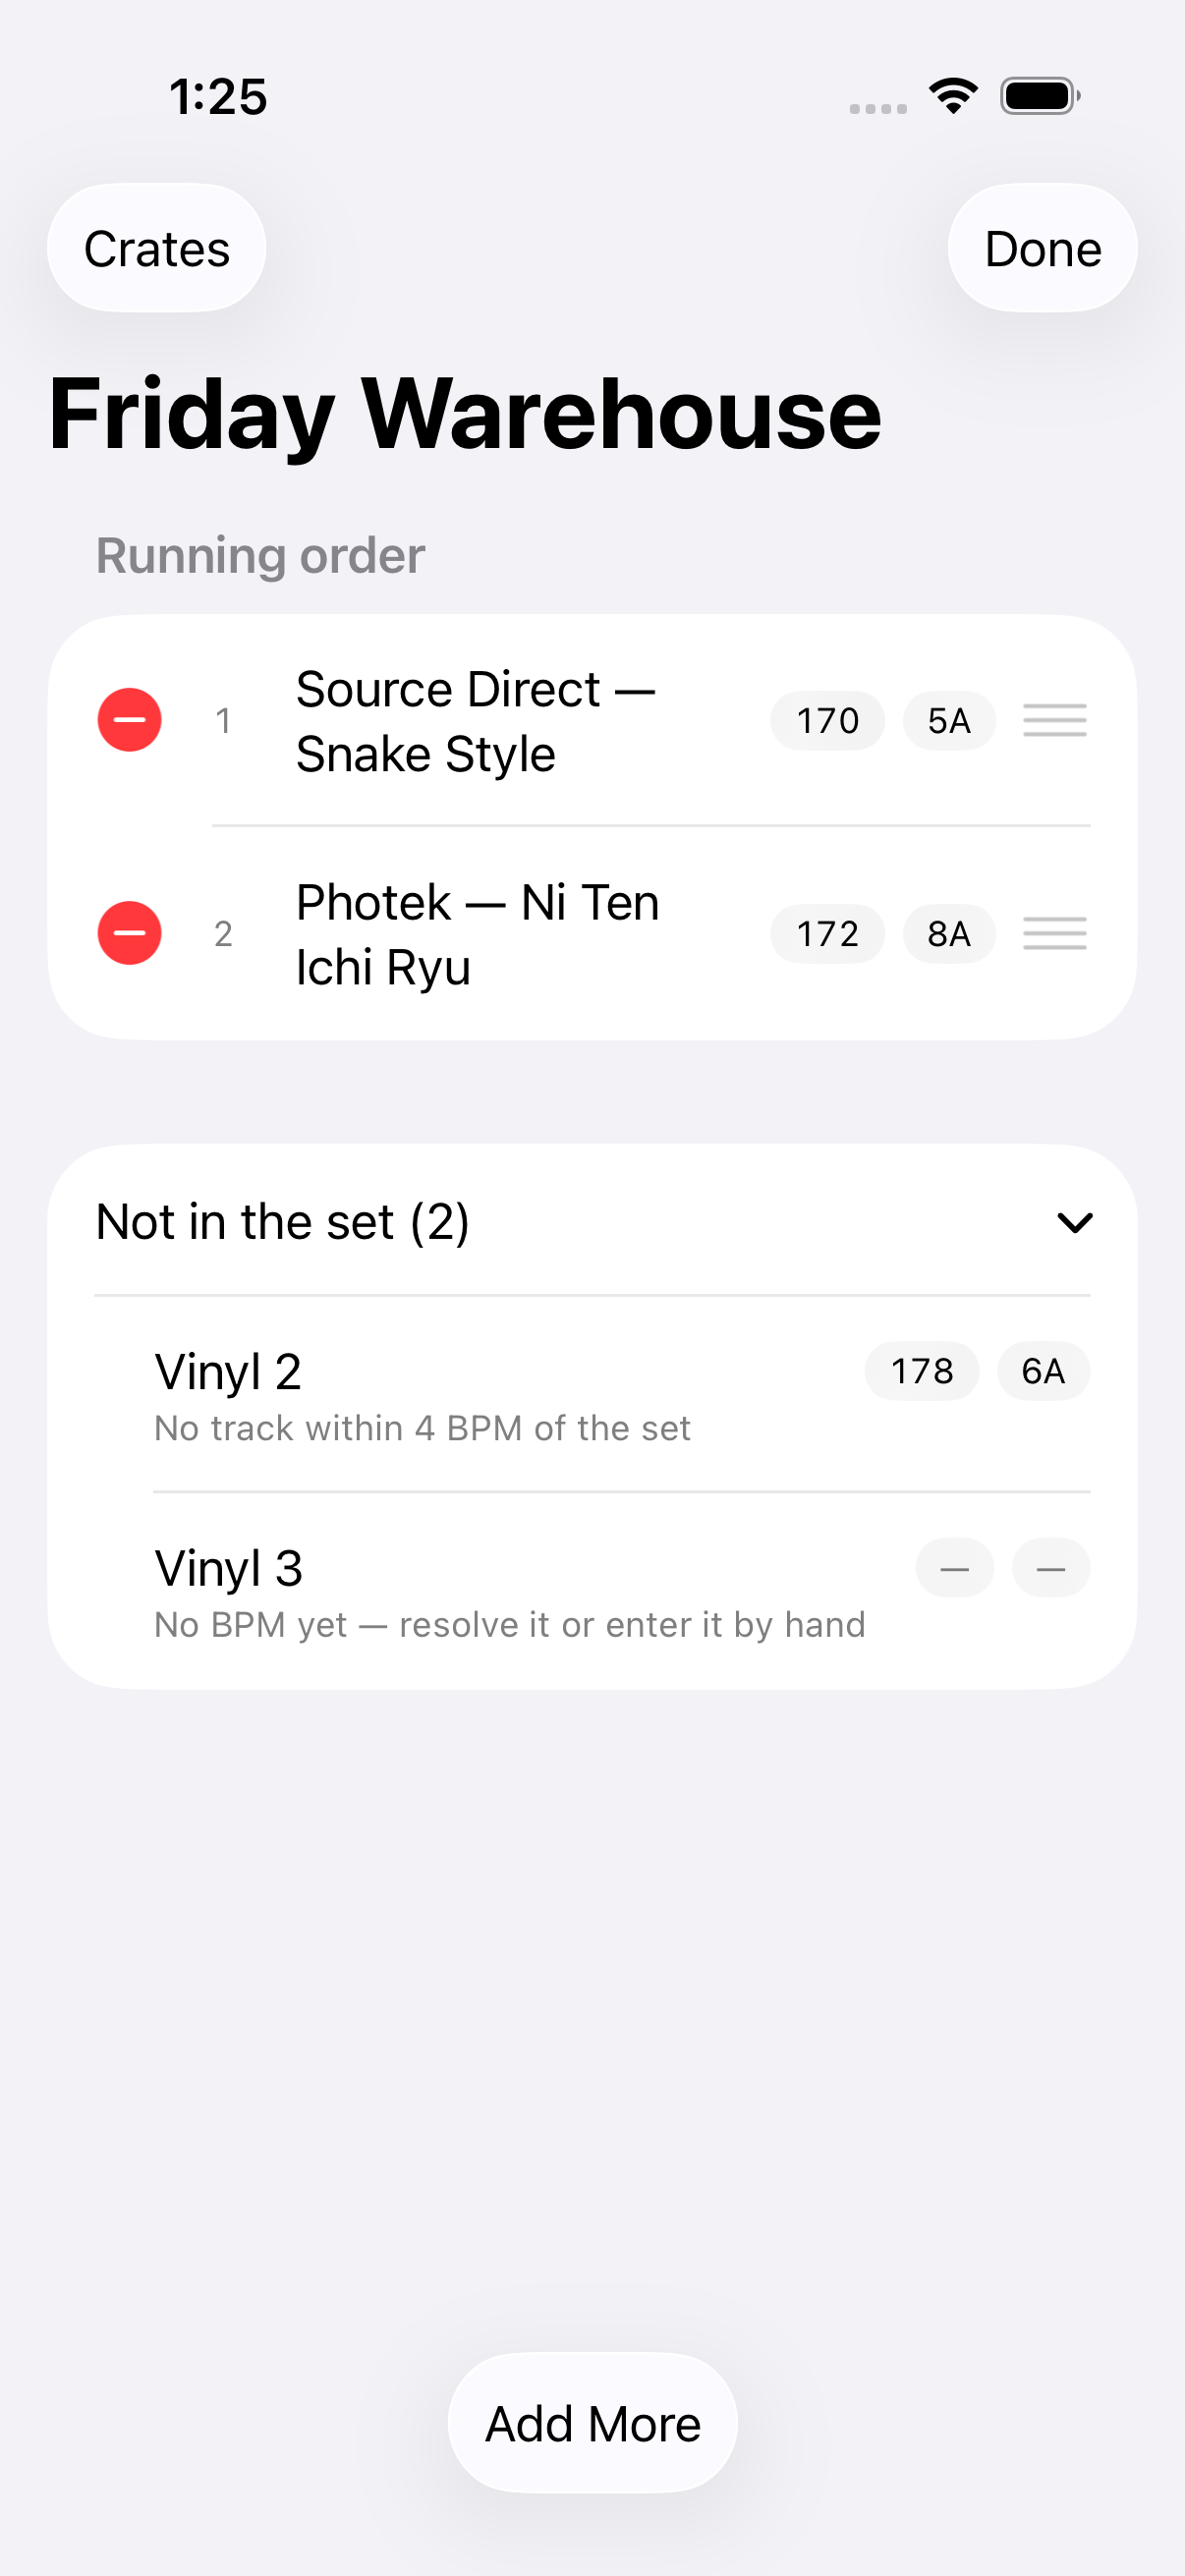 1:25
Crates
Done
Friday Warehouse
Running order
1
Source Direct —
Snake Style
170
5A
2
Photek — Ni Ten
Ichi Ryu
172
8A
Not in the set (2)
Vinyl 2
178
6A
No track within 4 BPM of the set
Vinyl 3
—
—
No BPM yet — resolve it or enter it by hand
Add More